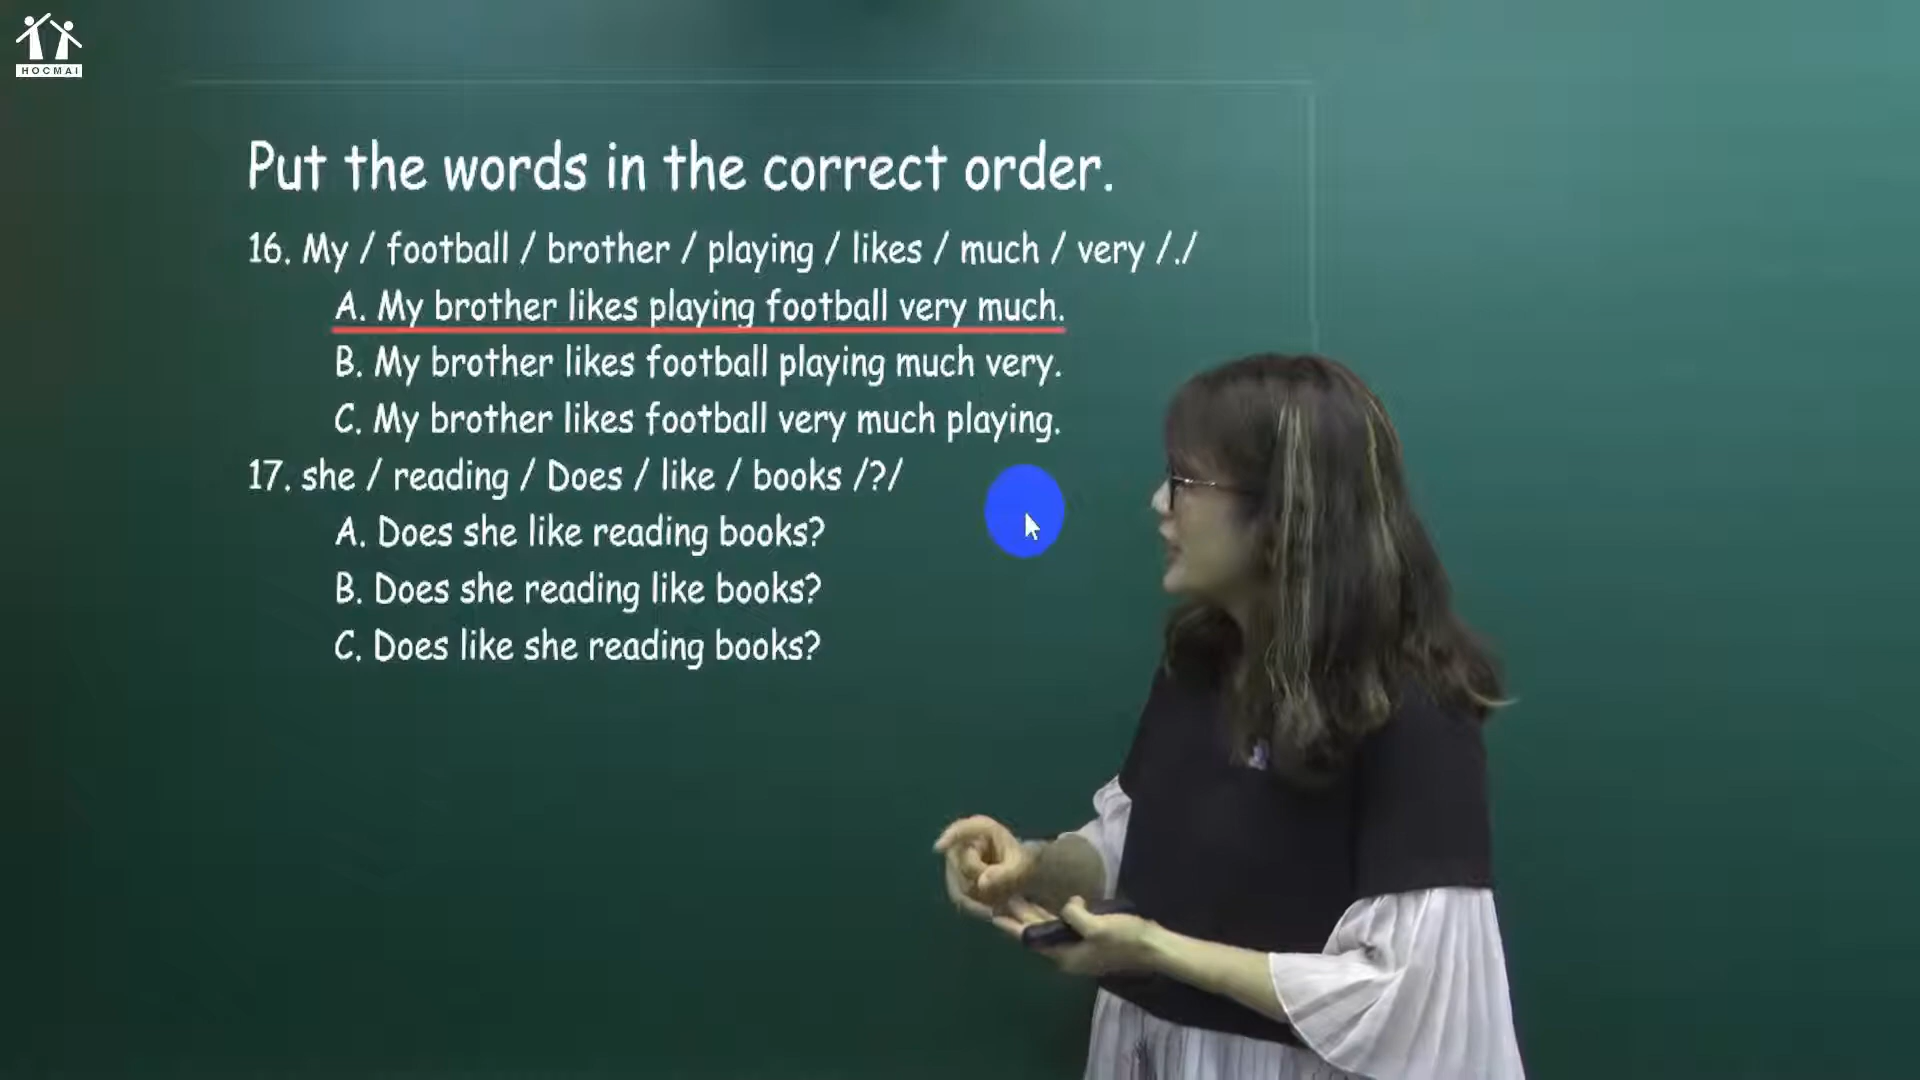 HOCMAI
Put the words in the correct order.
16. My / football / brother / playing / likes / much / very /./
A. My brother likes playing football very much.
B. My brother likes football playing much very.
C. My brother likes football very much playing.
17. she / reading / Does / like / books /?/
A. Does she like reading books?
B. Does she reading like books?
C. Does like she reading books?